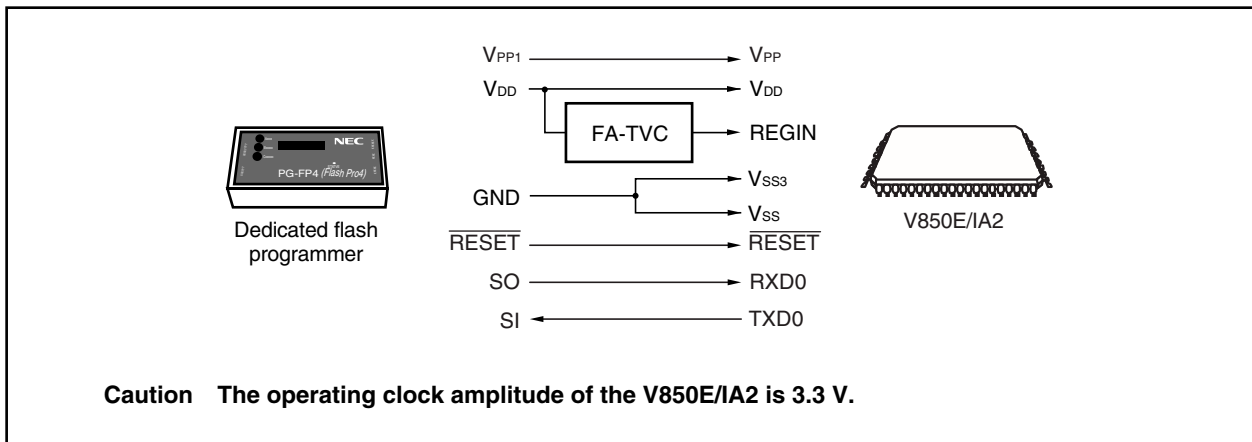 VPP1 VPP
VDD VDD
FA-TVC REGIN
NEC
PG-FP4 (Flash Pro4)
GND VSS3
VSS
Dedicated flash
programmer
V850E/IA2
RESET RESET
SO RXD0
SI TXD0
Caution The operating clock amplitude of the V850E/IA2 is 3.3 V.